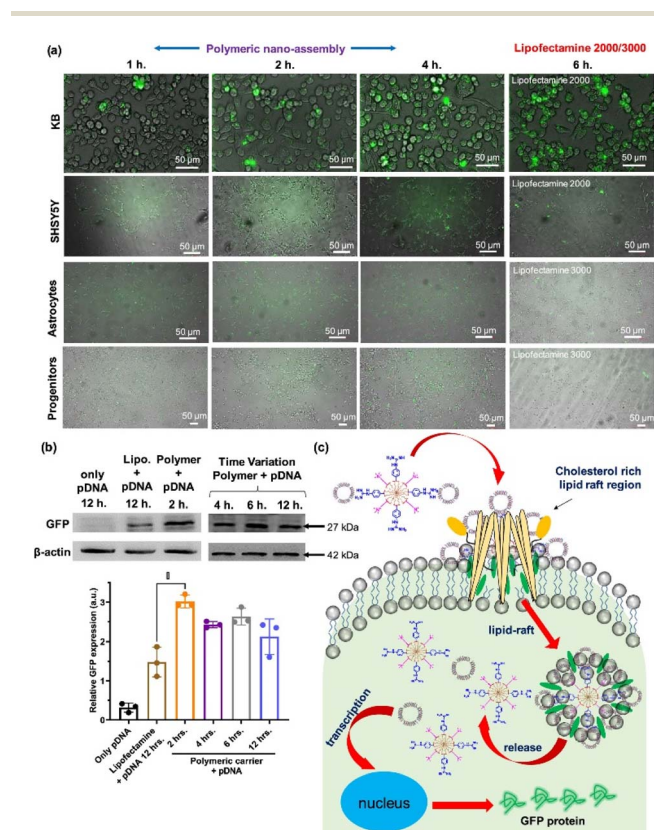 (a)
Polymeric nano-assembly
Lipofectamine 2000/3000
1 h.
2 h.
4 h.
6 h.
KB
Lipofectamine 2000
50 µm
50 µm
50 µm
50 µm
SHSY5Y
Lipofectamine 2000
50 µm
50 µm
50 µm
50 µm
Astrocytes
Lipofectamine 3000
50 µm
50 µm
50 µm
50 µm
Progenitors
Lipofectamine 3000
50 µm
50 µm
50 µm
50 µm
(b)
only pDNA 12 h.
Lipo. + pDNA 12 h.
Polymer + pDNA 2 h.
Time Variation
Polymer + pDNA
4 h. 6 h. 12 h.
GFP
27 kDa
β-actin
42 kDa
Relative GFP expression (a.u.)
3
2
1
0
Only pDNA
Lipofectamine + pDNA 12 hrs.
2 hrs.
4 hrs.
6 hrs.
12 hrs.
Polymeric carrier
+ pDNA
(c)
Cholesterol rich
lipid raft region
lipid-raft
release
transcription
nucleus
GFP protein